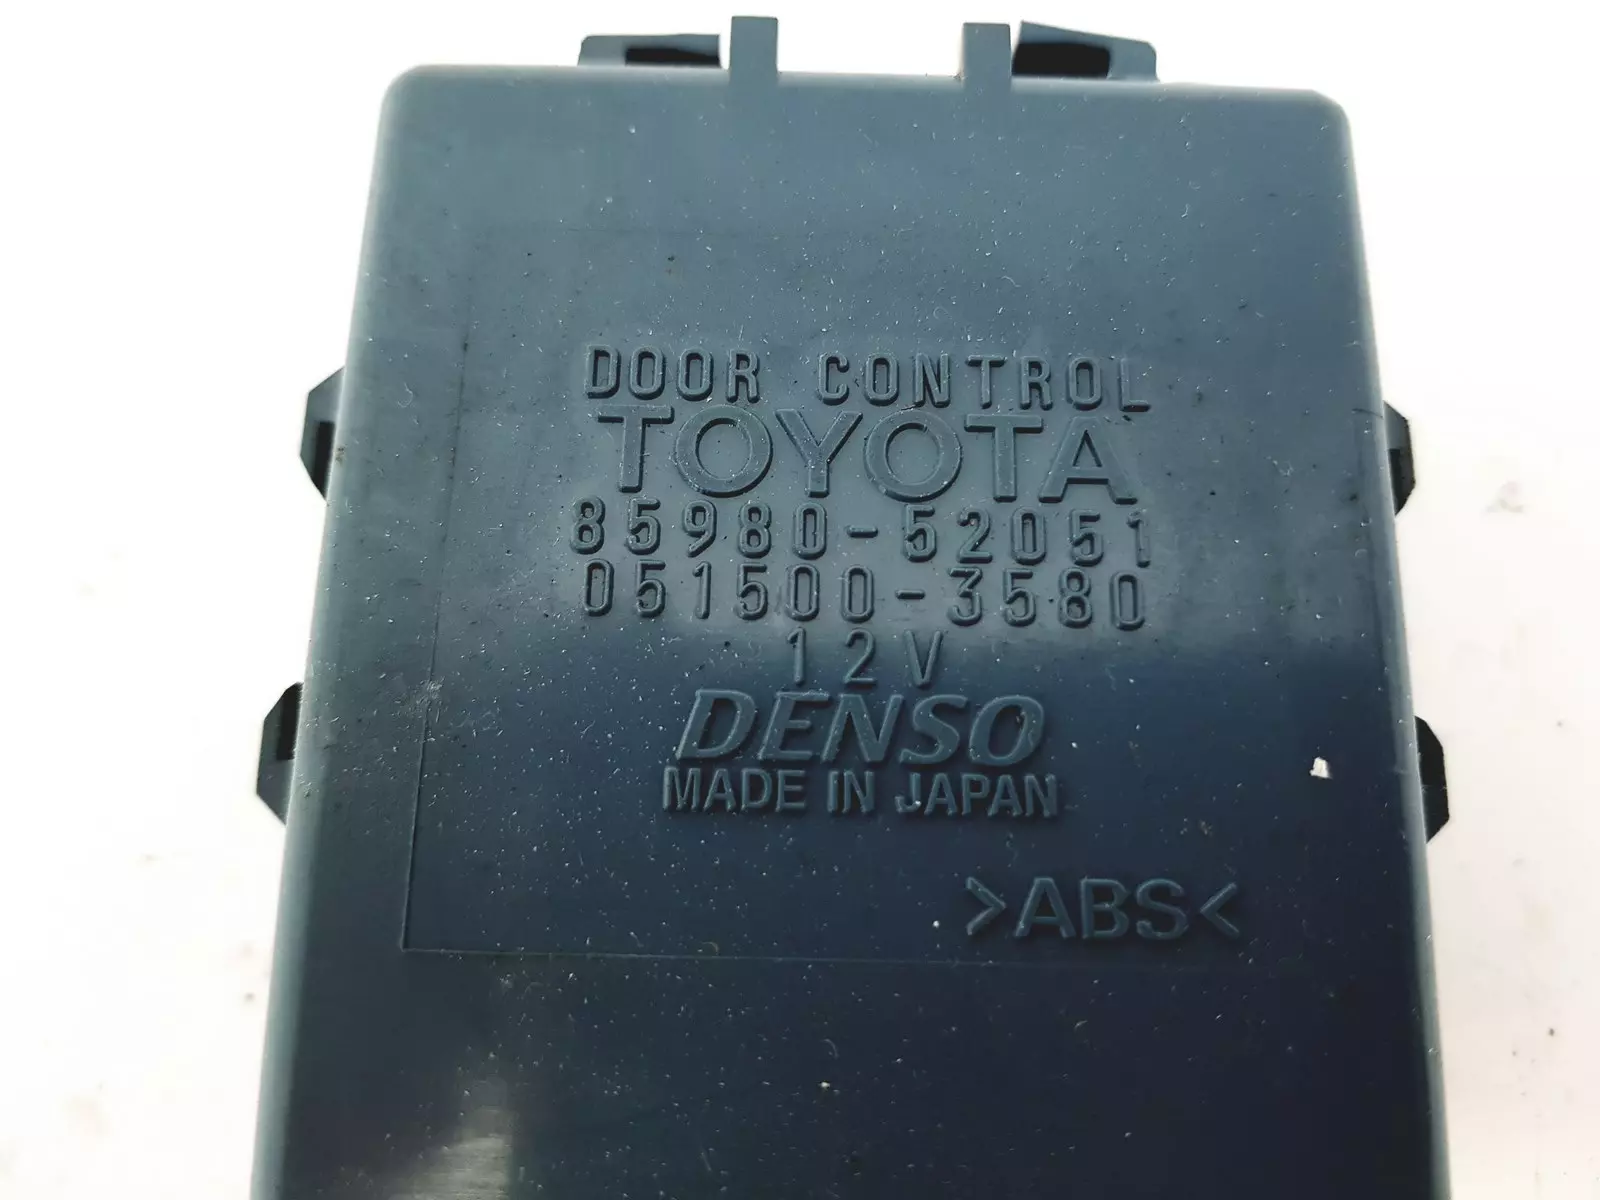 DOOR CONTROL
TOYOTA
85980-52051
051500-3580
12V
DENSO
MADE IN JAPAN
>ABS<